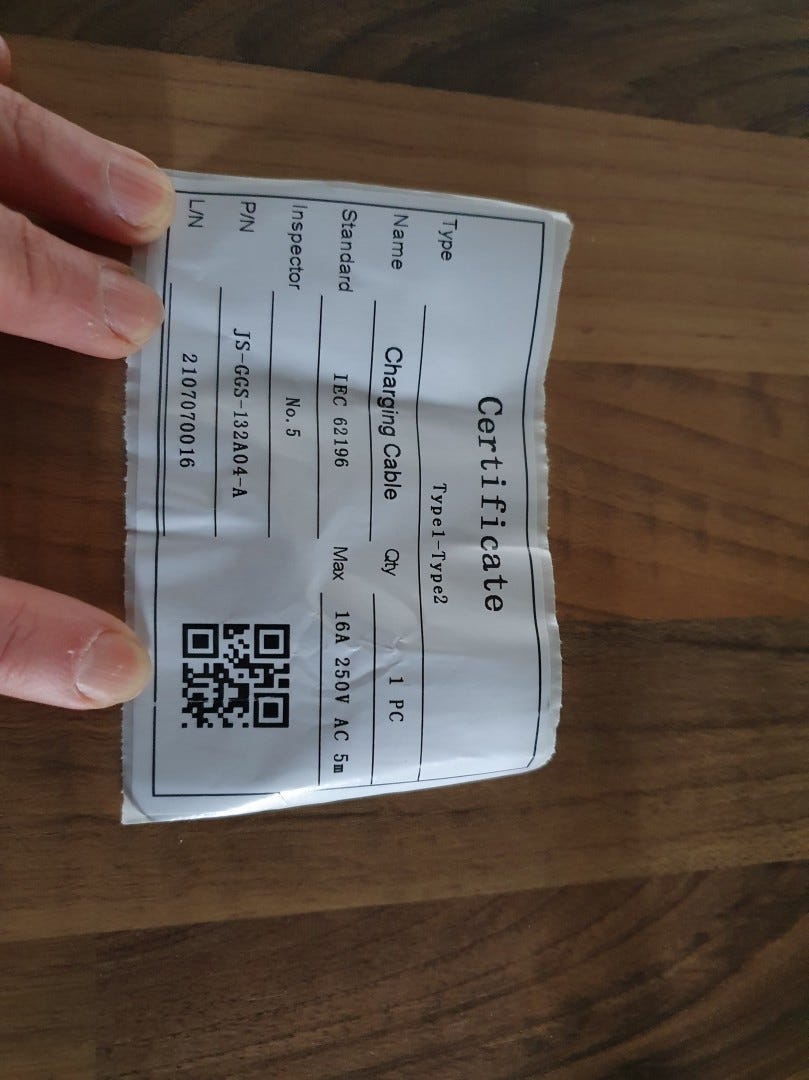 Certificate
Type Type1-Type2
Name Charging Cable Qty 1 PC
Standard IEC 62196 Max 16A 250V AC 5m
Inspector No.5
P/N JS-GGS-132A04-A
L/N 2107070016